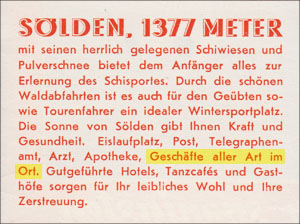 SÖLDEN, 1377 METER
mit seinen herrlich gelegenen Schiwiesen und
Pulverschnee bietet dem Anfänger alles zur
Erlernung des Schisportes. Durch die schönen
Waldabfahrten ist es auch für den Geübten so-
wie Tourenfahrer ein idealer Wintersportplatz.
Die Sonne von Sölden gibt Ihnen Kraft und
Gesundheit. Eislaufplatz, Post, Telegraphen-
amt, Arzt, Apotheke, Geschäfte aller Art im
Ort. Gutgeführte Hotels, Tanzcafés und Gast-
höfe sorgen für Ihr leibliches Wohl und Ihre
Zerstreuung.